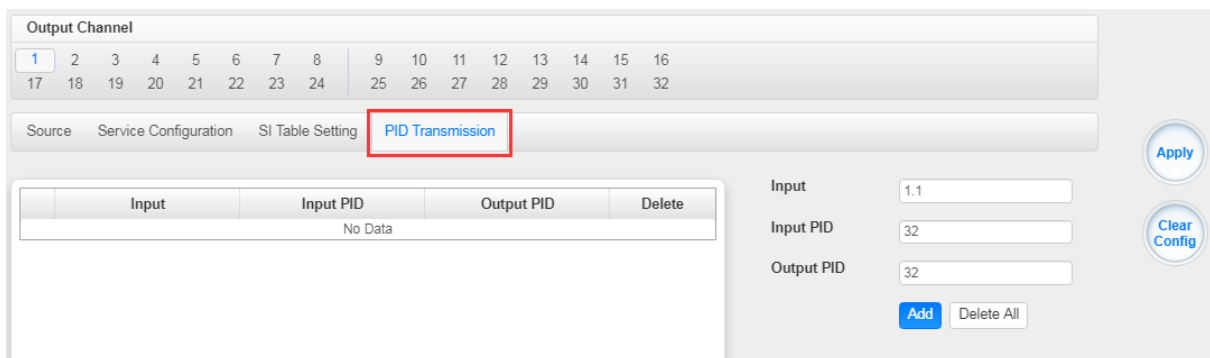 Output Channel
1 2 3 4 5 6 7 8 9 10 11 12 13 14 15 16
17 18 19 20 21 22 23 24 25 26 27 28 29 30 31 32
Source Service Configuration SI Table Setting PID Transmission
Apply
Input Input PID Output PID Delete
No Data
Input 1.1
Input PID 32
Output PID 32
Add Delete All
Clear
Config